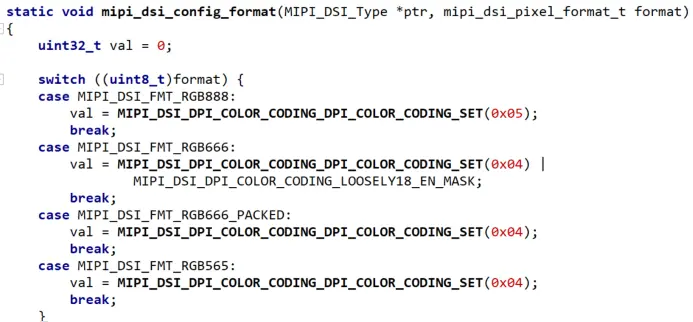 static void mipi_dsi_config_format(MIPI_DSI_Type *ptr, mipi_dsi_pixel_format_t format)
{
    uint32_t val = 0;

    switch ((uint8_t)format) {
    case MIPI_DSI_FMT_RGB888:
        val = MIPI_DSI_DPI_COLOR_CODING_DPI_COLOR_CODING_SET(0x05);
        break;
    case MIPI_DSI_FMT_RGB666:
        val = MIPI_DSI_DPI_COLOR_CODING_DPI_COLOR_CODING_SET(0x04) |
                MIPI_DSI_DPI_COLOR_CODING_LOOSELY18_EN_MASK;
        break;
    case MIPI_DSI_FMT_RGB666_PACKED:
        val = MIPI_DSI_DPI_COLOR_CODING_DPI_COLOR_CODING_SET(0x04);
        break;
    case MIPI_DSI_FMT_RGB565:
        val = MIPI_DSI_DPI_COLOR_CODING_DPI_COLOR_CODING_SET(0x04);
        break;
    }